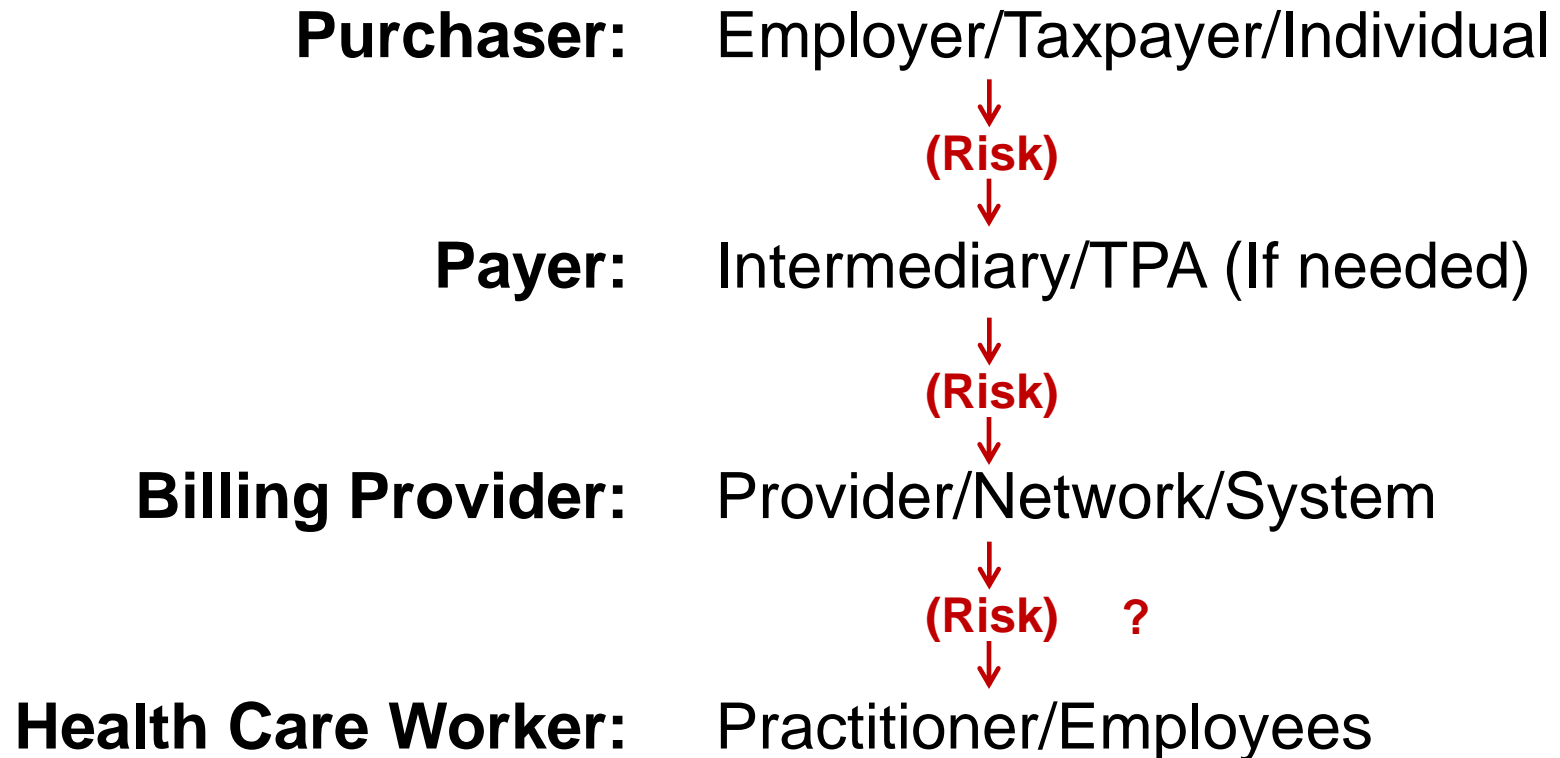 Purchaser: Employer/Taxpayer/Individual
(Risk)
Payer: Intermediary/TPA (If needed)
(Risk)
Billing Provider: Provider/Network/System
(Risk) ?
Health Care Worker: Practitioner/Employees